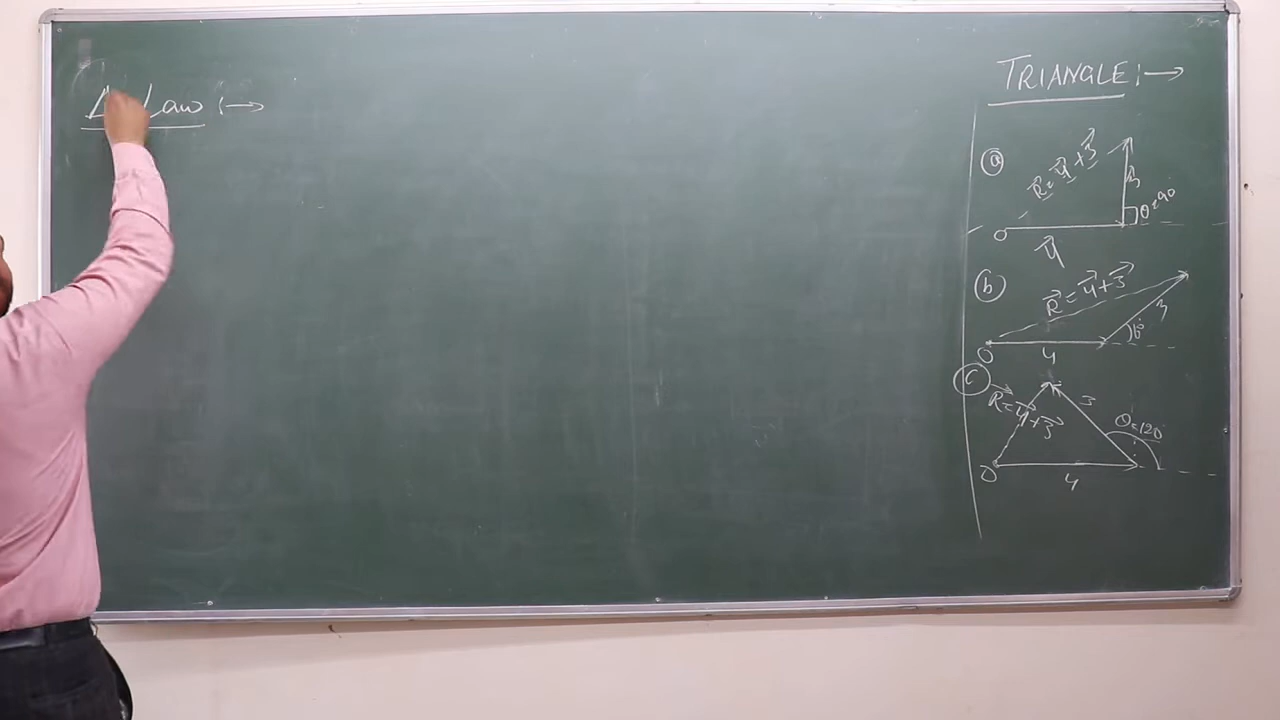 Law :→
TRIANGLE :→
(a)
R⃗ = 4⃗ + 3⃗
3
θ = 90°
O
4⃗
(b)
R⃗ = 4⃗ + 3⃗
3
O
4
(c)
R⃗ = 4⃗ + 3⃗
3
θ = 120°
O
4